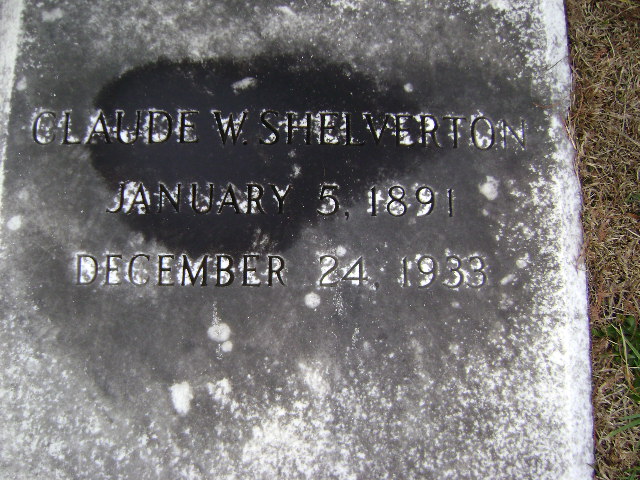 CLAUDE W. SHELVERTON
JANUARY 5, 1891
DECEMBER 24, 1933